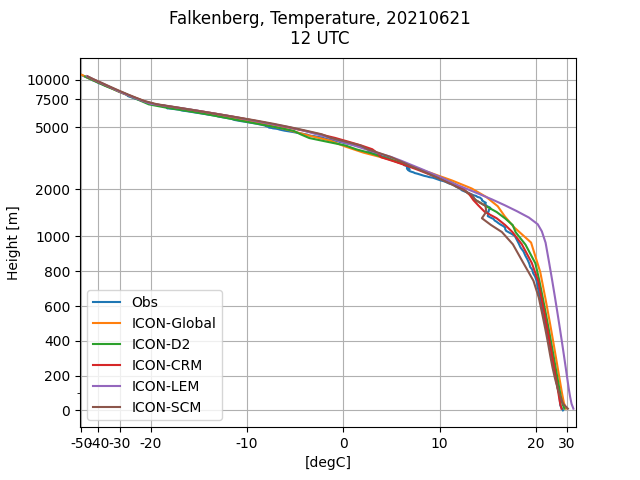 Falkenberg, Temperature, 20210621
12 UTC
10000
7500
5000
2000
1000
800
600
400
200
0
Height [m]
Obs
ICON-Global
ICON-D2
ICON-CRM
ICON-LEM
ICON-SCM
-50 -40 -30 -20 -10 0 10 20 30
[degC]